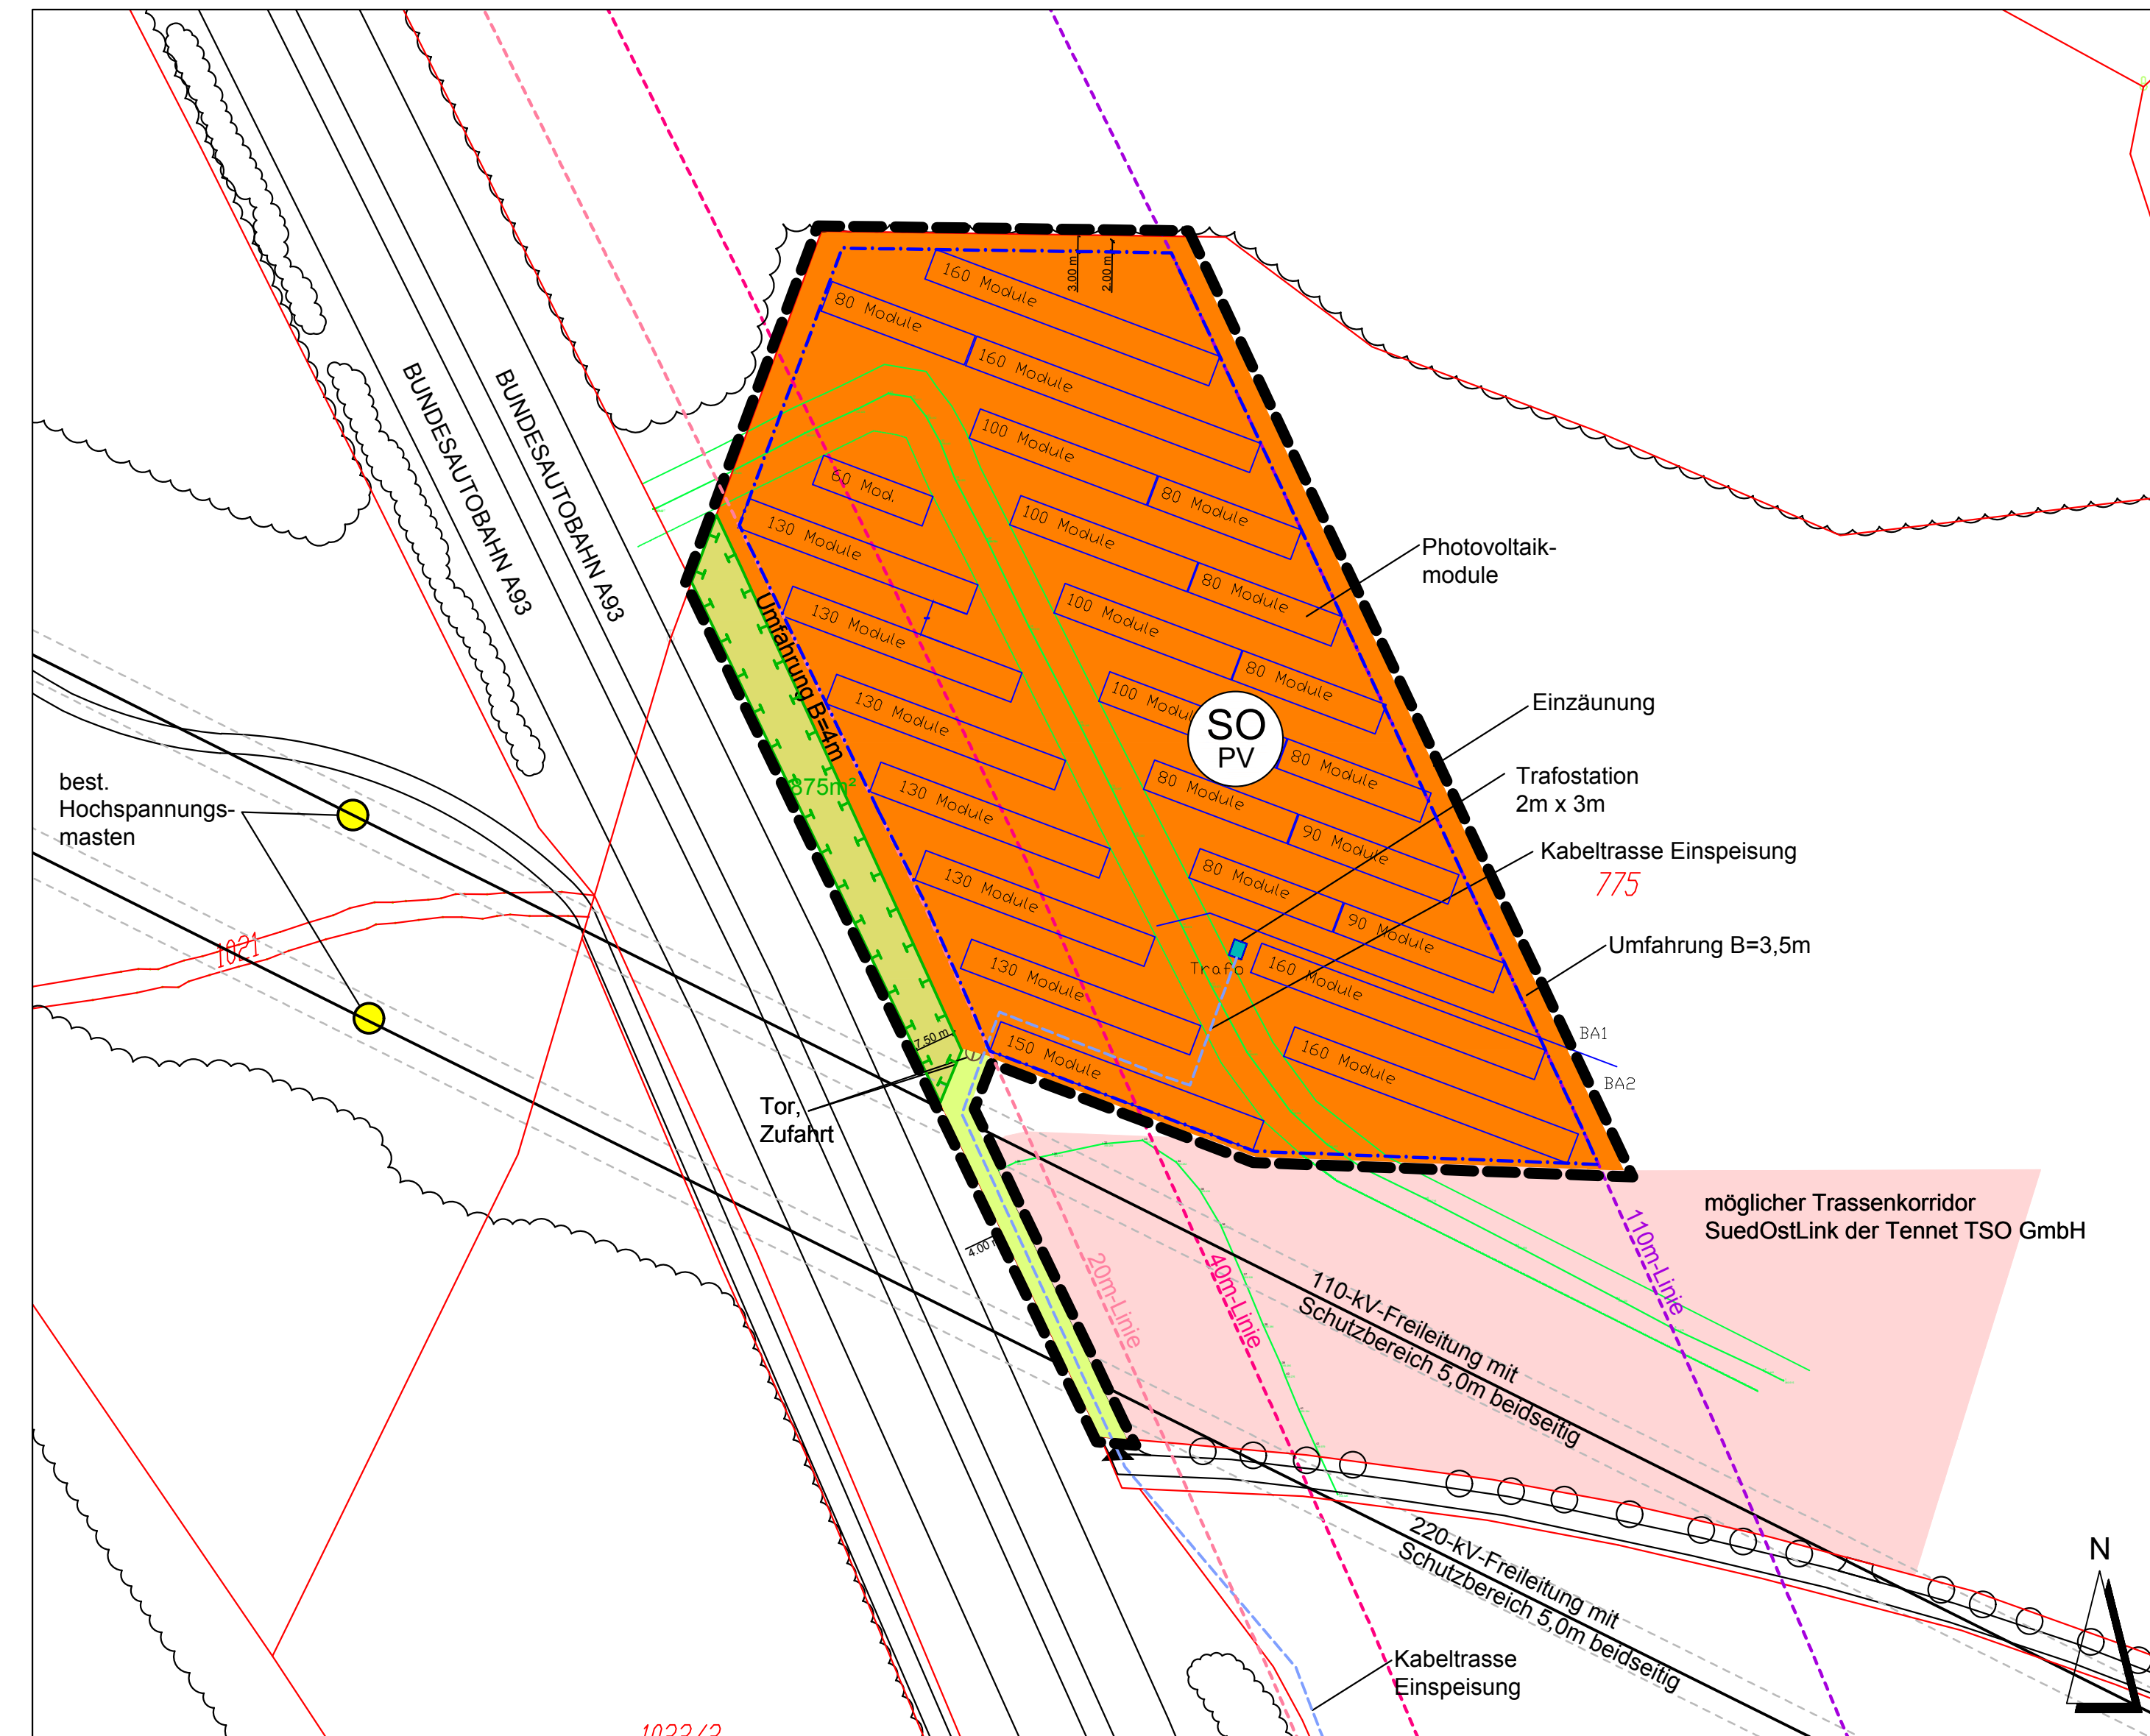 3.00 m
2.00 m
160 Module
80 Module
160 Module
100 Module
80 Module
60 Mod.
130 Module
100 Module
80 Module
130 Module
100 Module
80 Module
130 Module
100 Module
80 Module
130 Module
80 Module
90 Module
130 Module
80 Module
90 Module
130 Module
160 Module
150 Module
160 Module
BUNDESAUTOBAHN A93
BUNDESAUTOBAHN A93
Umfahrung B=4m
875m²
SO
PV
Photovoltaik-
module
Einzäunung
Trafostation
2m x 3m
Kabeltrasse Einspeisung
775
Umfahrung B=3,5m
Trafo
BA1
BA2
best.
Hochspannungs-
masten
1021
7.50 m
Tor,
Zufahrt
4.00
möglicher Trassenkorridor
SuedOstLink der Tennet TSO GmbH
20m-Linie
40m-Linie
110m-Linie
110-kV-Freileitung mit
Schutzbereich 5,0m beidseitig
220-kV-Freileitung mit
Schutzbereich 5,0m beidseitig
N
Kabeltrasse
Einspeisung